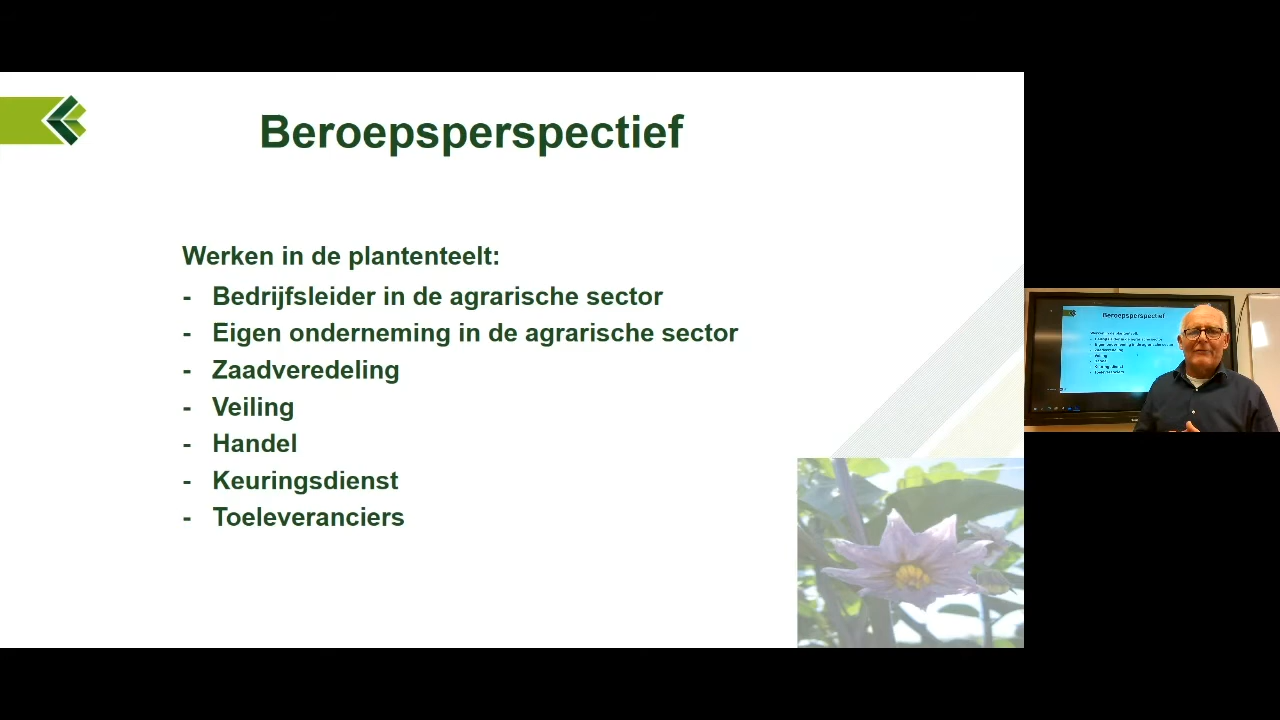 Beroepsperspectief
Werken in de plantenteelt:
- Bedrijfsleider in de agrarische sector
- Eigen onderneming in de agrarische sector
- Zaadveredeling
- Veiling
- Handel
- Keuringsdienst
- Toeleveranciers
Beroepsperspectief